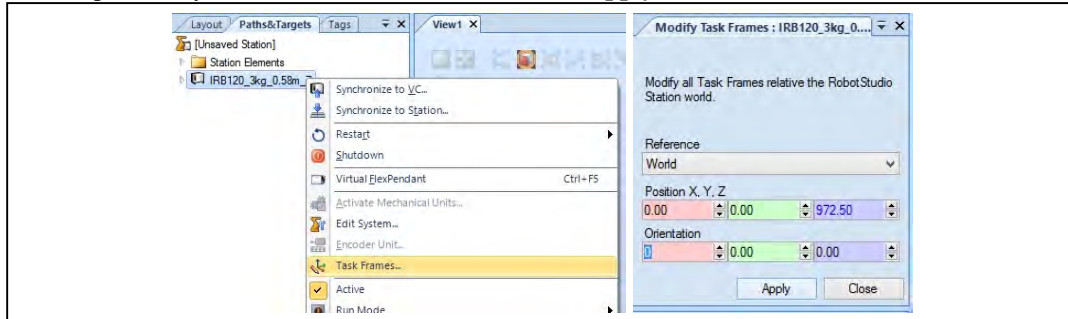 Layout Paths&Targets Tags
[Unsaved Station]
Station Elements
IRB120_3kg_0.58m_
Synchronize to VC...
Synchronize to Station...
Restart
Shutdown
Virtual FlexPendant Ctrl+F5
Activate Mechanical Units...
Edit System...
Encoder Unit...
Task Frames...
Active
Run Mode
View1
Modify Task Frames : IRB120_3kg_0....
Modify all Task Frames relative the RobotStudio
Station world.
Reference
World
Position X, Y, Z
0.00 0.00 972.50
Orientation
0 0.00 0.00
Apply Close